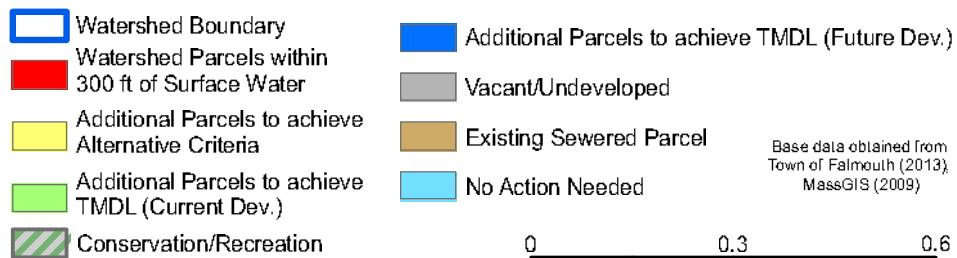 Watershed Boundary
Watershed Parcels within
300 ft of Surface Water
Additional Parcels to achieve
Alternative Criteria
Additional Parcels to achieve
TMDL (Current Dev.)
Conservation/Recreation
Additional Parcels to achieve TMDL (Future Dev.)
Vacant/Undeveloped
Existing Sewered Parcel
No Action Needed
Base data obtained from
Town of Falmouth (2013),
MassGIS (2009)
0 0.3 0.6